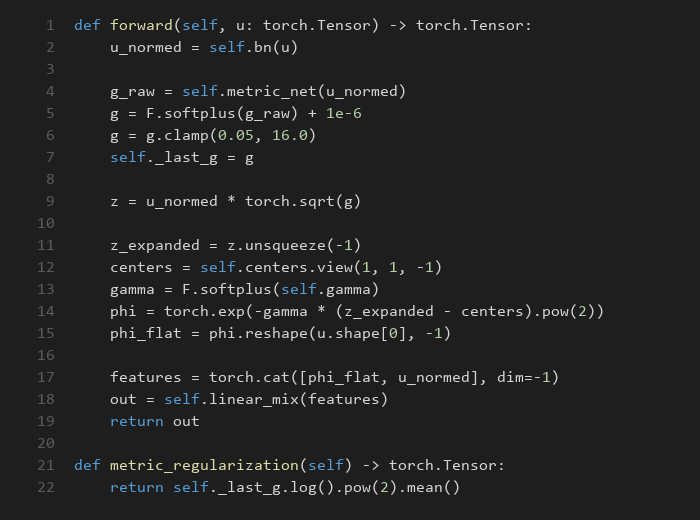 1 def forward(self, u: torch.Tensor) -> torch.Tensor:
2     u_normed = self.bn(u)
3
4     g_raw = self.metric_net(u_normed)
5     g = F.softplus(g_raw) + 1e-6
6     g = g.clamp(0.05, 16.0)
7     self._last_g = g
8
9     z = u_normed * torch.sqrt(g)
10
11     z_expanded = z.unsqueeze(-1)
12     centers = self.centers.view(1, 1, -1)
13     gamma = F.softplus(self.gamma)
14     phi = torch.exp(-gamma * (z_expanded - centers).pow(2))
15     phi_flat = phi.reshape(u.shape[0], -1)
16
17     features = torch.cat([phi_flat, u_normed], dim=-1)
18     out = self.linear_mix(features)
19     return out
20
21 def metric_regularization(self) -> torch.Tensor:
22     return self._last_g.log().pow(2).mean()